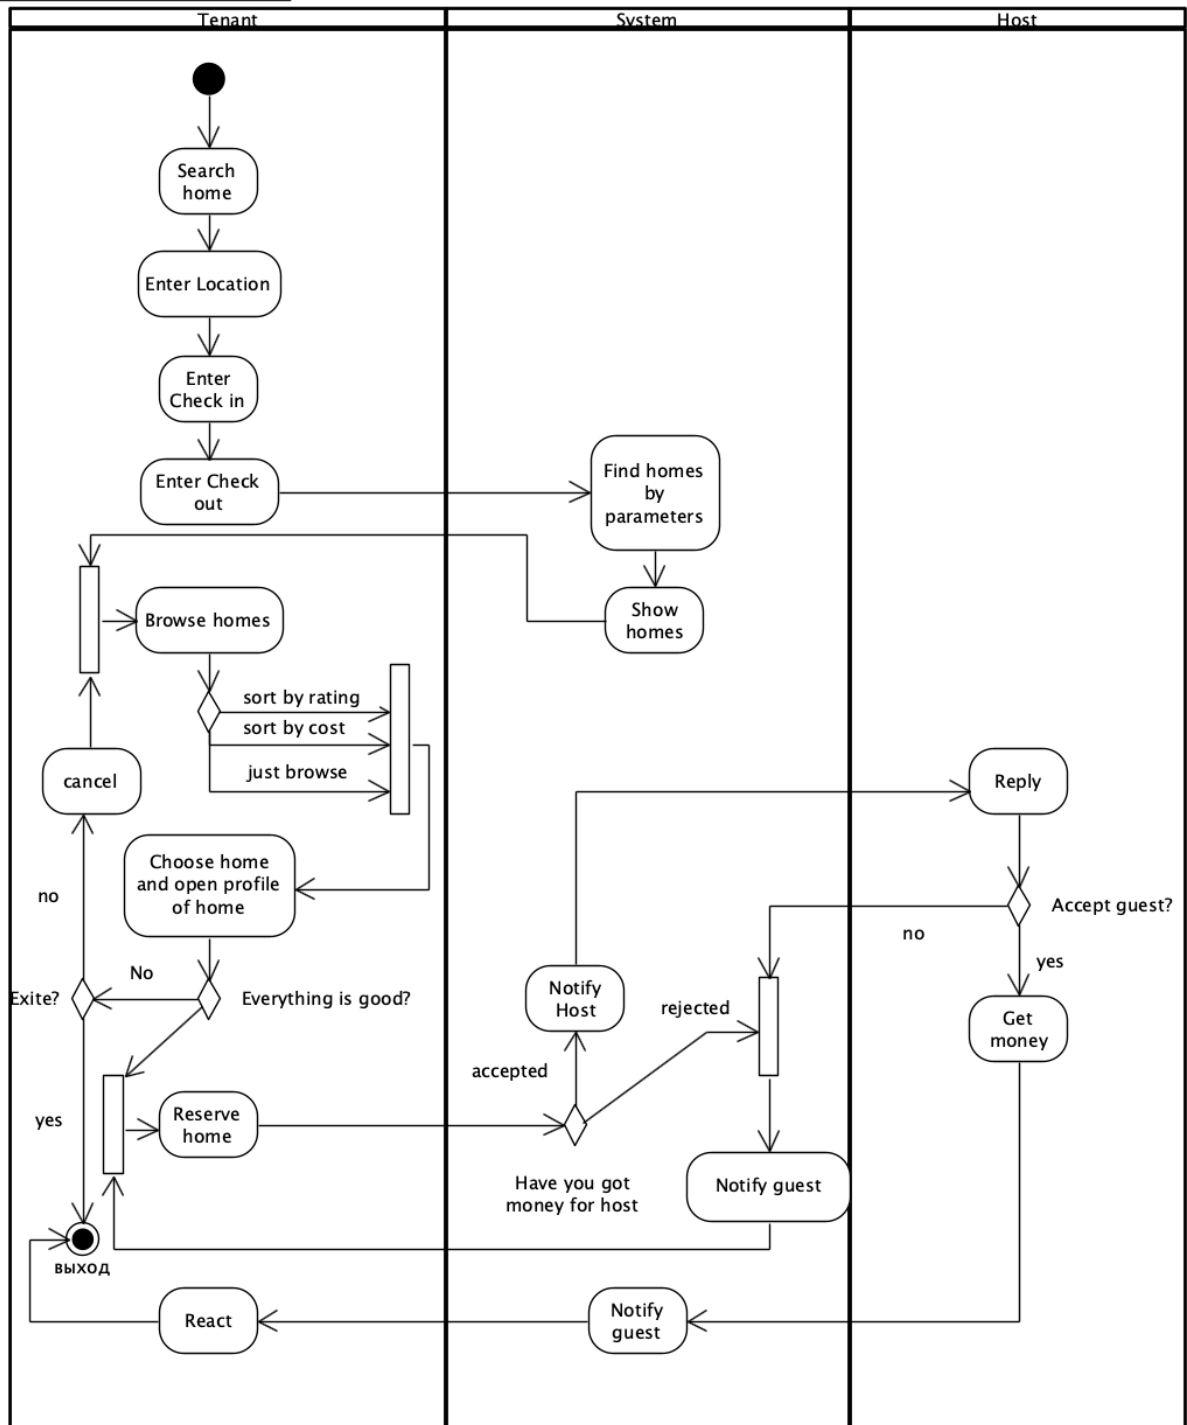 Tenant
System
Host
Search
home
Enter Location
Enter
Check in
Enter Check
out
Find homes
by
parameters
Show
homes
Browse homes
sort by rating
sort by cost
just browse
cancel
Reply
Choose home
and open profile
of home
no
Accept guest?
no
yes
No
Exite?
Everything is good?
Notify
Host
rejected
Get
money
accepted
yes
Reserve
home
Have you got
money for host
Notify guest
выход
React
Notify
guest